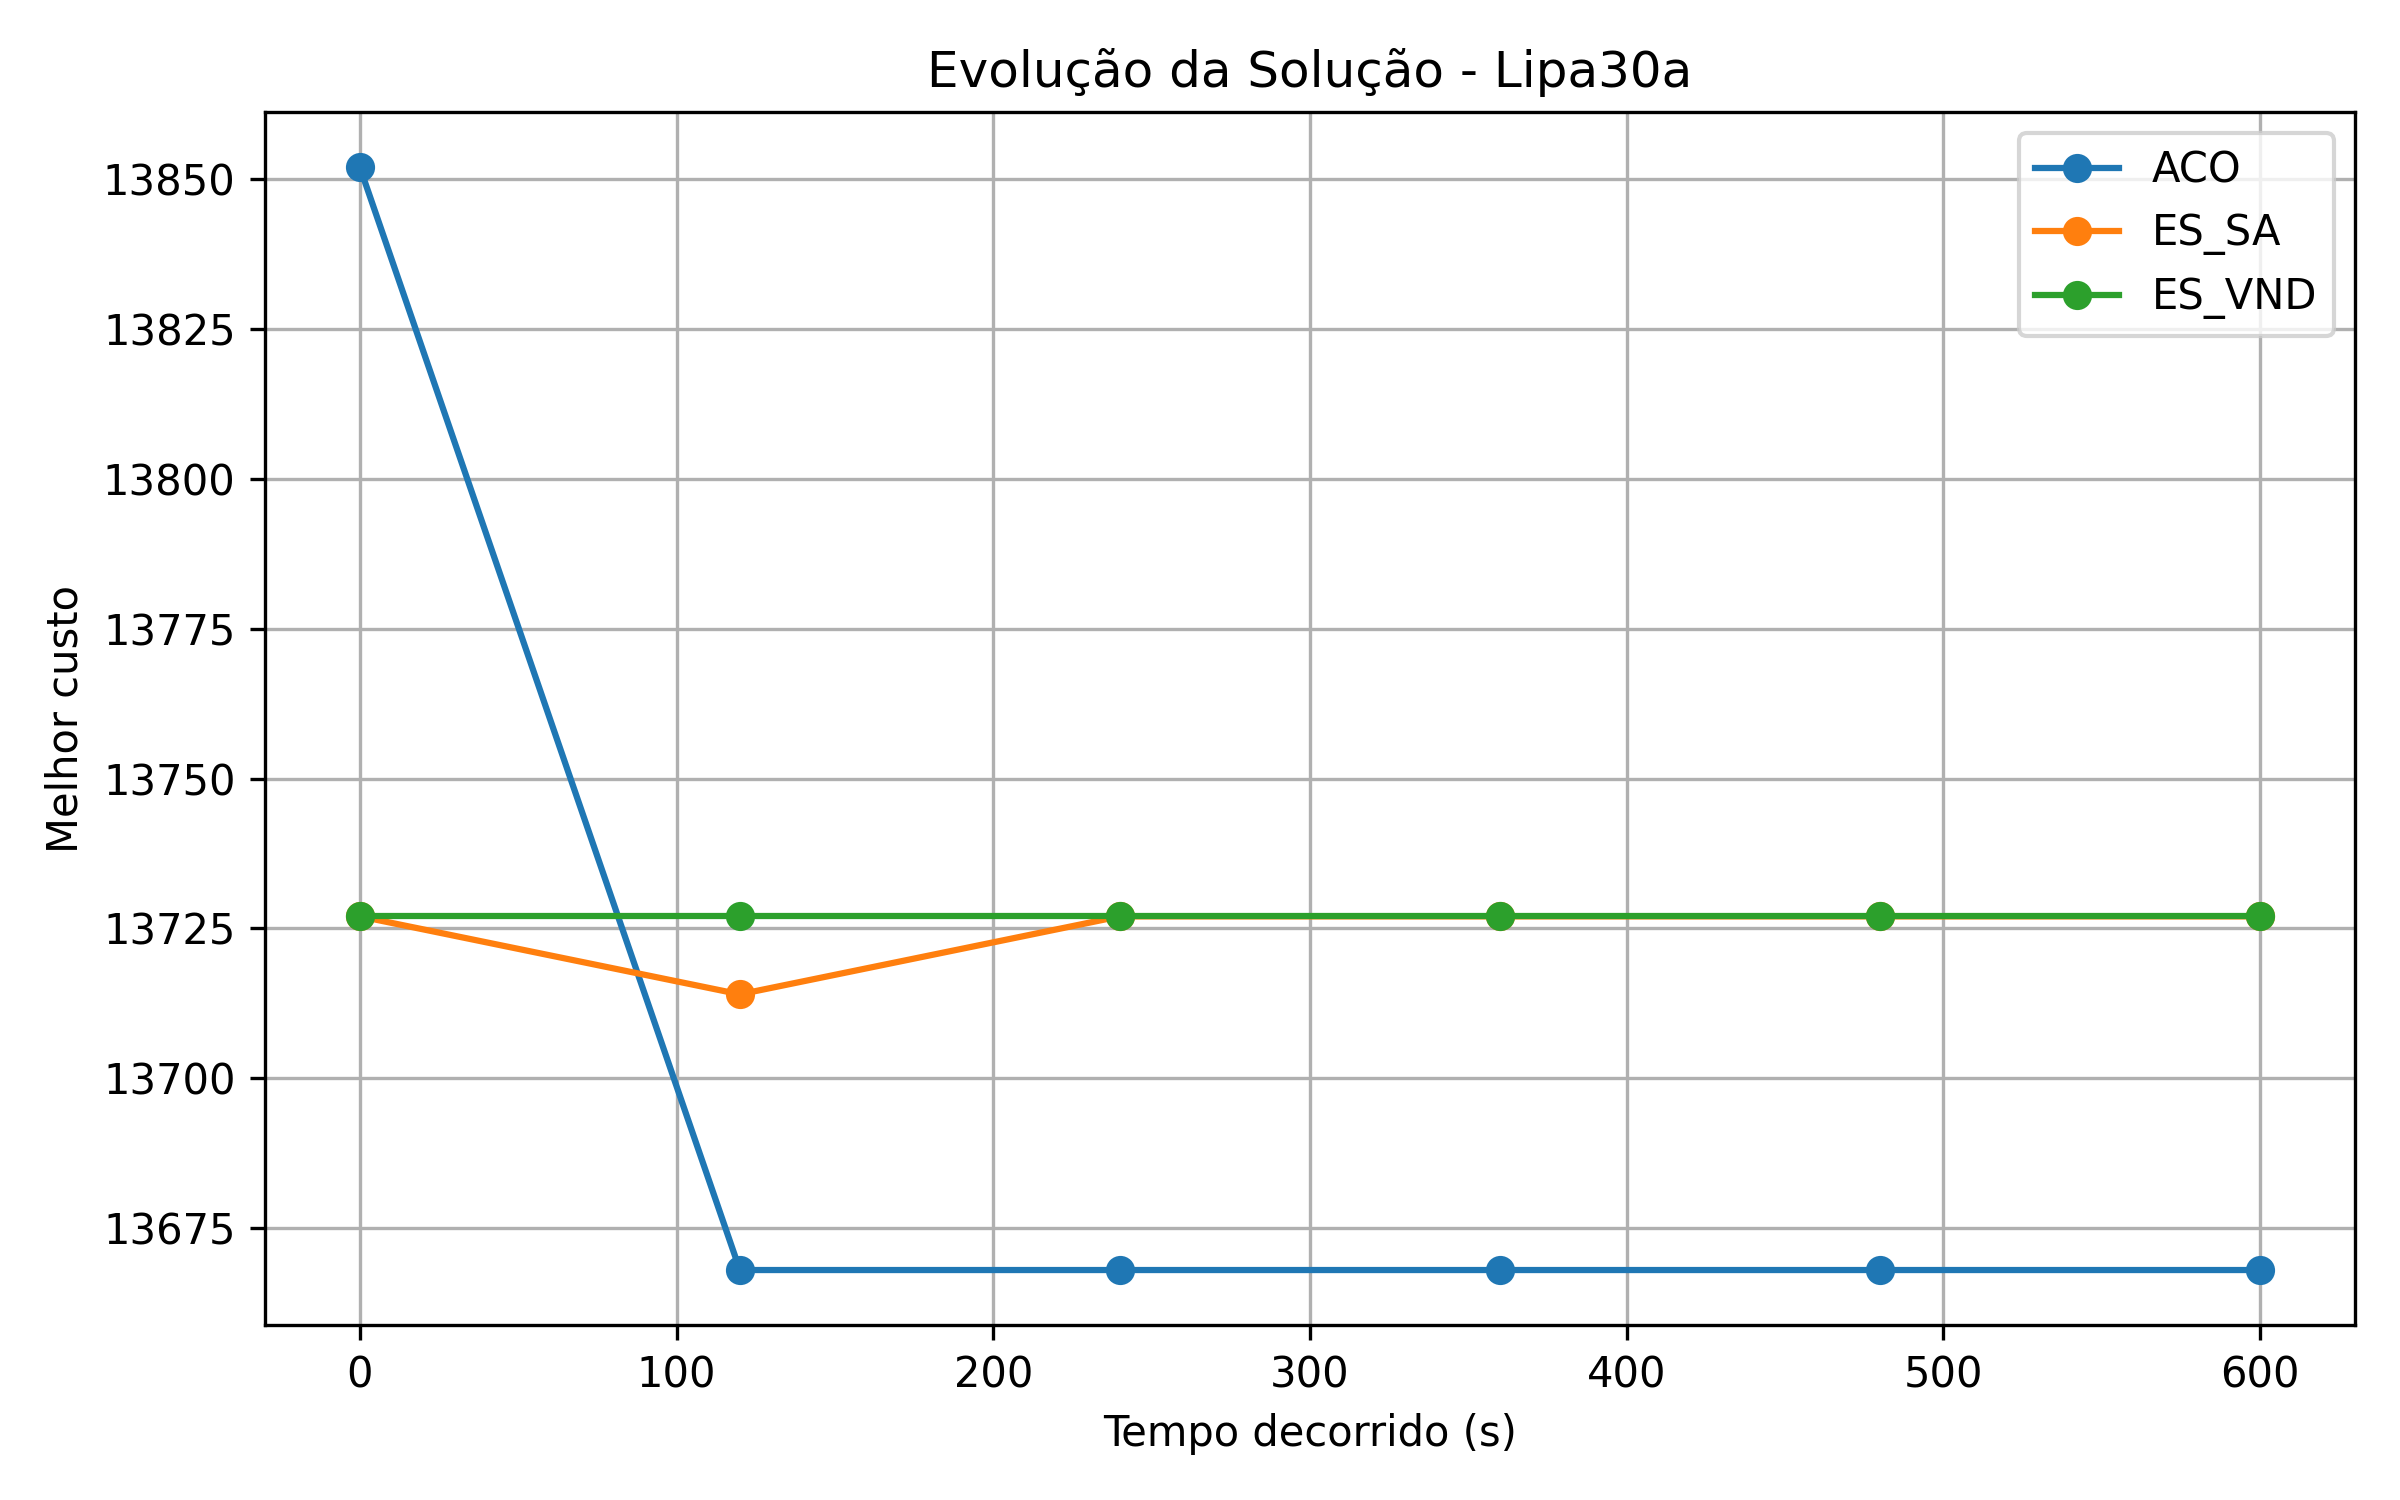 Evolução da Solução - Lipa30a
ACO
ES_SA
ES_VND
Melhor custo
13850
13825
13800
13775
13750
13725
13700
13675
0 100 200 300 400 500 600
Tempo decorrido (s)